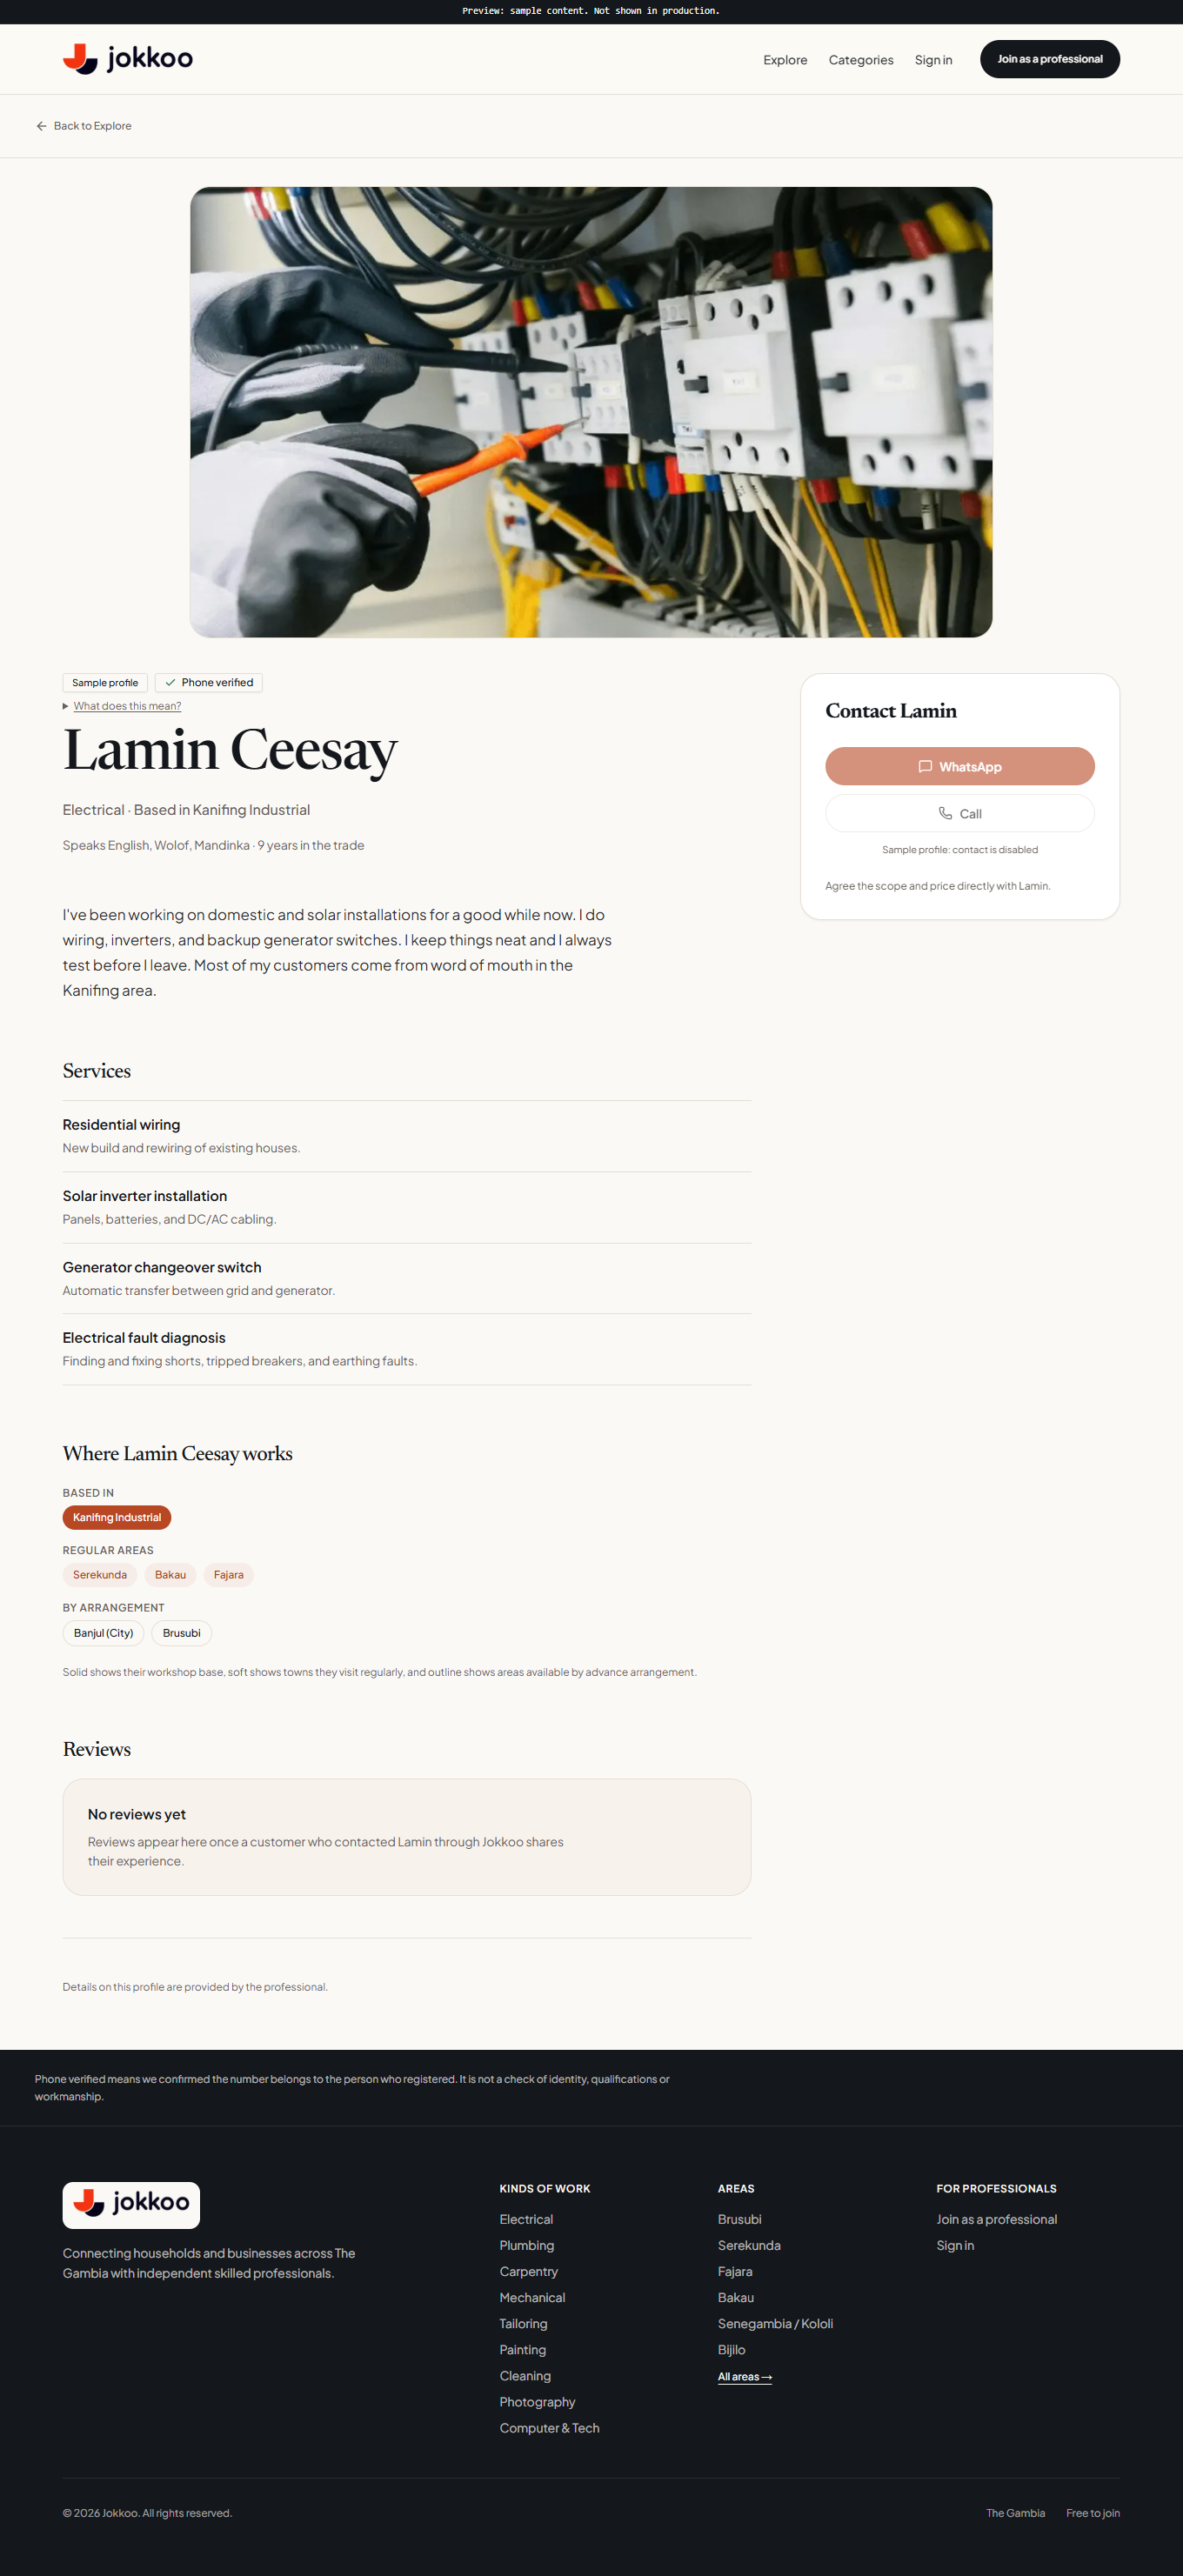 Preview: sample content. Not shown in production.
jokkoo
Explore
Categories
Sign in
Join as a professional
Back to Explore
Sample profile
Phone verified
What does this mean?
Lamin Ceesay
Electrical · Based in Kanifing Industrial
Speaks English, Wolof, Mandinka · 9 years in the trade
I've been working on domestic and solar installations for a good while now. I do
wiring, inverters, and backup generator switches. I keep things neat and I always
test before I leave. Most of my customers come from word of mouth in the
Kanifing area.
Contact Lamin
WhatsApp
Call
Sample profile: contact is disabled
Agree the scope and price directly with Lamin.
Services
Residential wiring
New build and rewiring of existing houses.
Solar inverter installation
Panels, batteries, and DC/AC cabling.
Generator changeover switch
Automatic transfer between grid and generator.
Electrical fault diagnosis
Finding and fixing shorts, tripped breakers, and earthing faults.
Where Lamin Ceesay works
BASED IN
Kanifing Industrial
REGULAR AREAS
Serekunda
Bakau
Fajara
BY ARRANGEMENT
Banjul (City)
Brusubi
Solid shows their workshop base, soft shows towns they visit regularly, and outline shows areas available by advance arrangement.
Reviews
No reviews yet
Reviews appear here once a customer who contacted Lamin through Jokkoo shares
their experience.
Details on this profile are provided by the professional.
Phone verified means we confirmed the number belongs to the person who registered. It is not a check of identity, qualifications or
workmanship.
jokkoo
Connecting households and businesses across The
Gambia with independent skilled professionals.
KINDS OF WORK
Electrical
Plumbing
Carpentry
Mechanical
Tailoring
Painting
Cleaning
Photography
Computer & Tech
AREAS
Brusubi
Serekunda
Fajara
Bakau
Senegambia / Kololi
Bijilo
All areas →
FOR PROFESSIONALS
Join as a professional
Sign in
© 2026 Jokkoo. All rights reserved.
The Gambia
Free to join